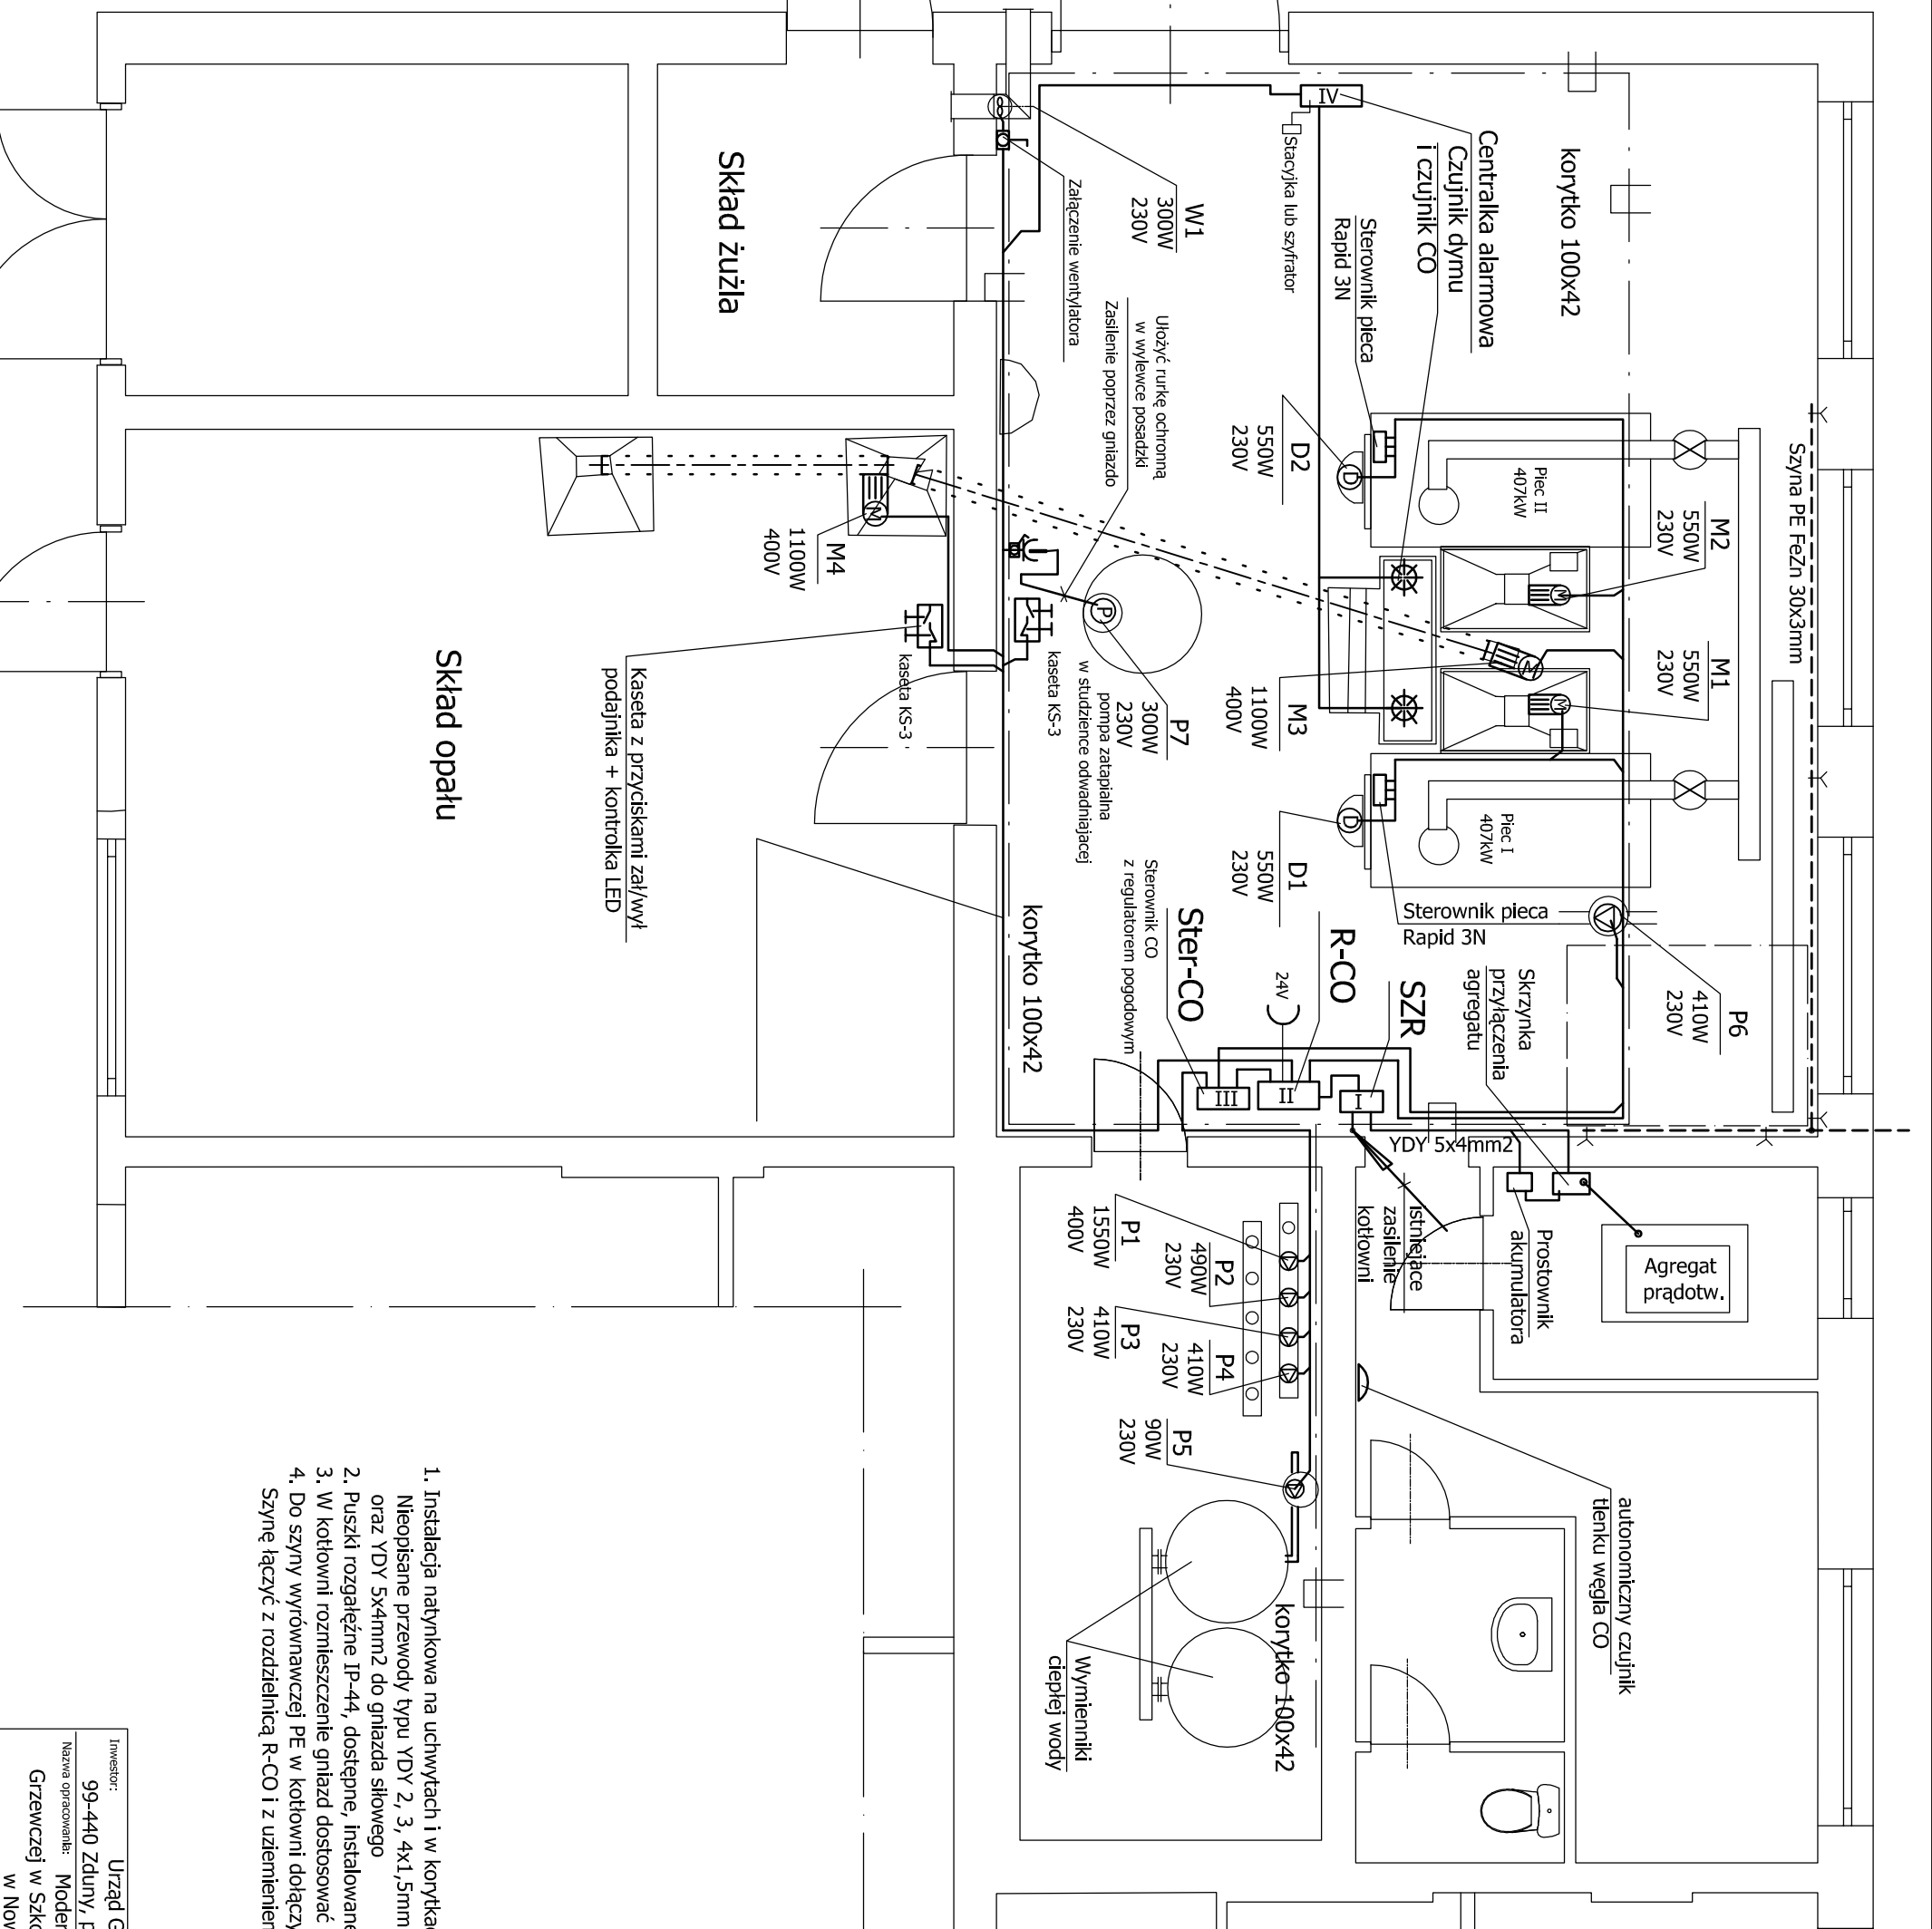 korytko 100x42
Centralka alarmowa
Czujnik dymu
i czujnik CO
Sterownik pieca
Rapid 3N
IV
Stacyjka lub szyfrator
W1
300W
230V
Załączenie wentylatora
Ułożyć rurkę ochronną
w wylewce posadzki
Zasilenie poprzez gniazdo
Skład żużla
Szyna PE FeZn 30x3mm
M2
550W
230V
M1
550W
230V
Piec II
407kW
D2
550W
230V
D
M
M
M
M3
1100W
400V
P7
300W
230V
pompa zatapialna
w studzience odwadniajacej
P
kaseta KS-3
kaseta KS-3
M
M4
1100W
400V
Kaseta z przyciskami zał/wył
podajnika + kontrolka LED
Skład opału
Piec I
407kW
D
D1
550W
230V
Sterownik pieca
Rapid 3N
P6
410W
230V
Skrzynka
przyłączenia
agregatu
SZR
R-CO
24V
Ster-CO
Sterownik CO
z regulatorem pogodowym
korytko 100x42
I
II
III
YDY 5x4mm2
Istniejące
zasilenie
kotłowni
Prostownik
akumulatora
Agregat
prądotw.
P1
1550W
400V
P2
490W
230V
P3
410W
230V
P4
410W
230V
P5
90W
230V
autonomiczny czujnik
tlenku węgla CO
korytko 100x42
Wymienniki
ciepłej wody
1. Instalacja natynkowa na uchwytach i w korytka
Nieopisane przewody typu YDY 2, 3, 4x1,5mm
oraz YDY 5x4mm2 do gniazda siłowego
2. Puszki rozgałęźne IP-44, dostępne, instalowane
3. W kotłowni rozmieszczenie gniazd dostosować
4. Do szyny wyrównawczej PE w kotłowni dołączy
Szynę łączyć z rozdzielnicą R-CO i z uziemieniem
Inwestor:
Urząd G
99-440 Zduny, p
Nazwa opracowania:
Moder
Grzewczej w Szko
w Now